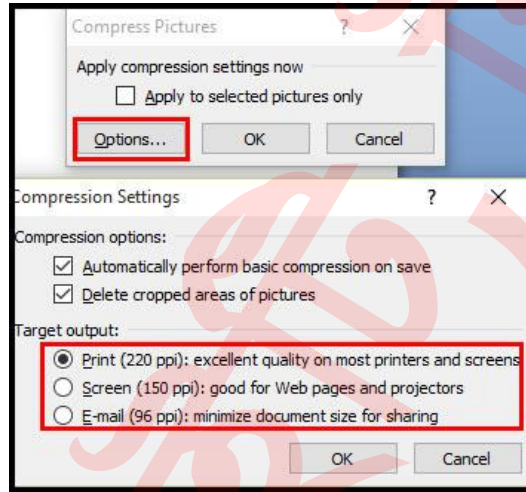 Compress Pictures ? ×
Apply compression settings now
Apply to selected pictures only
Options... OK Cancel
Compression Settings ? ×
Compression options:
Automatically perform basic compression on save
Delete cropped areas of pictures
Target output:
Print (220 ppi): excellent quality on most printers and screens
Screen (150 ppi): good for Web pages and projectors
E-mail (96 ppi): minimize document size for sharing
OK Cancel